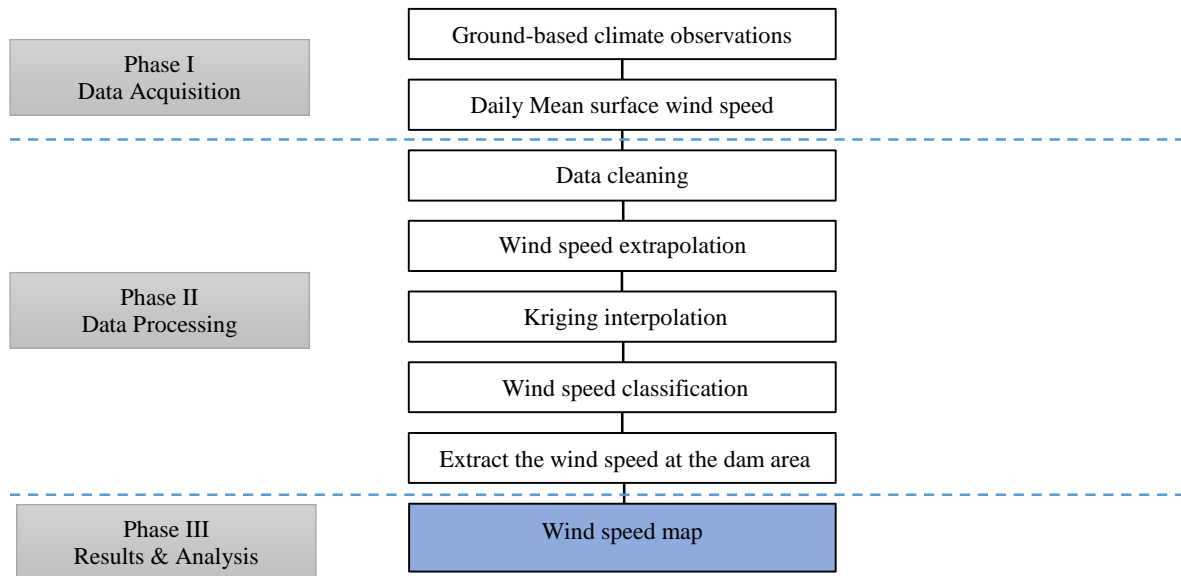 Ground-based climate observations
Phase I
Data Acquisition
Daily Mean surface wind speed
Data cleaning
Wind speed extrapolation
Phase II
Data Processing
Kriging interpolation
Wind speed classification
Extract the wind speed at the dam area
Phase III
Results & Analysis
Wind speed map